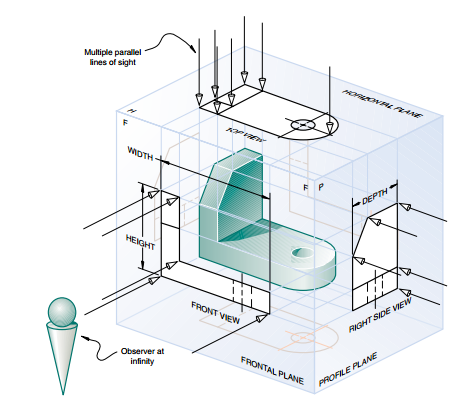 Multiple parallel
lines of sight
HORIZONTAL PLANE
H
F
TOP VIEW
WIDTH
F
P
DEPTH
HEIGHT
FRONT VIEW
RIGHT SIDE VIEW
Observer at
infinity
FRONTAL PLANE
PROFILE PLANE